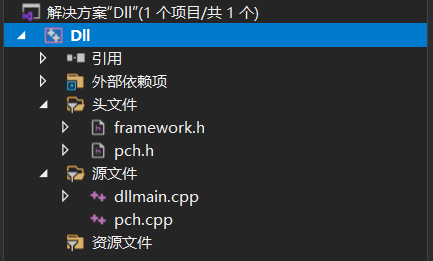 解决方案"Dll"(1 个项目/共 1 个)
Dll
引用
外部依赖项
头文件
framework.h
pch.h
源文件
dllmain.cpp
pch.cpp
资源文件